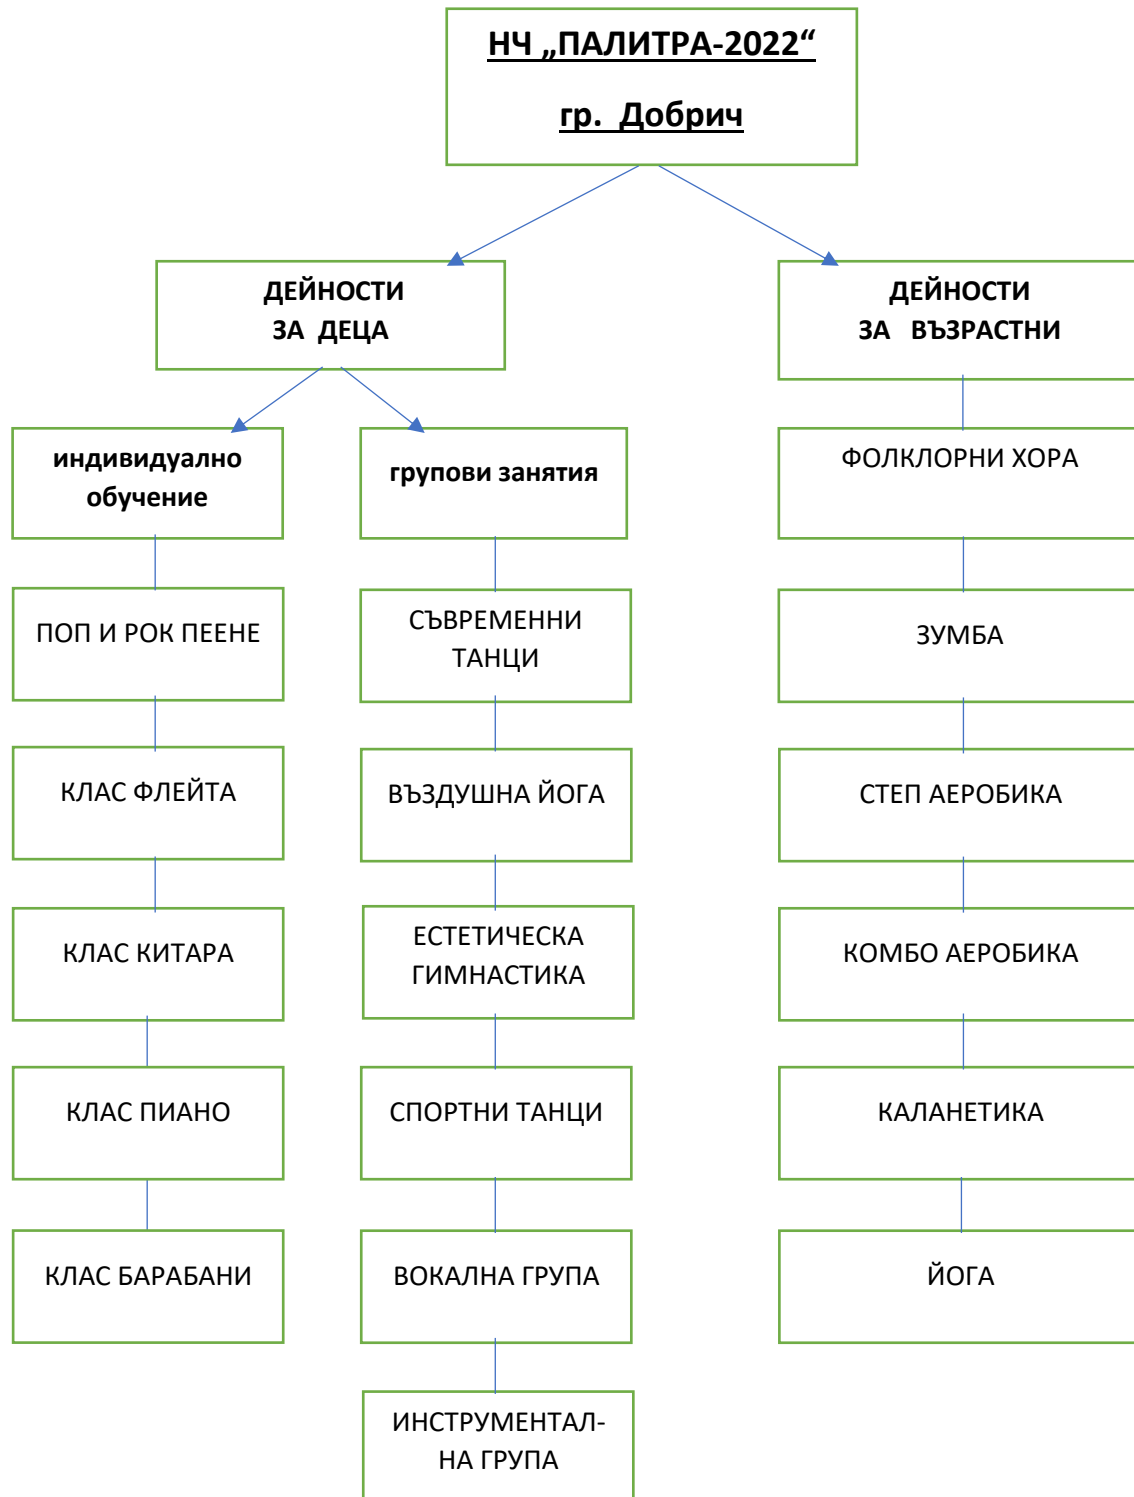 НЧ „ПАЛИТРА-2022“
гр. Добрич
ДЕЙНОСТИ
ЗА ДЕЦА
ДЕЙНОСТИ
ЗА ВЪЗРАСТНИ
индивидуално
обучение
групови занятия
ФОЛКЛОРНИ ХОРА
ПОП И РОК ПЕЕНЕ
СЪВРЕМЕННИ
ТАНЦИ
ЗУМБА
КЛАС ФЛЕЙТА
ВЪЗДУШНА ЙОГА
СТЕП АЕРОБИКА
КЛАС КИТАРА
ЕСТЕТИЧЕСКА
ГИМНАСТИКА
КОМБО АЕРОБИКА
КЛАС ПИАНО
СПОРТНИ ТАНЦИ
КАЛАНЕТИКА
КЛАС БАРАБАНИ
ВОКАЛНА ГРУПА
ЙОГА
ИНСТРУМЕНТАЛ-
НА ГРУПА